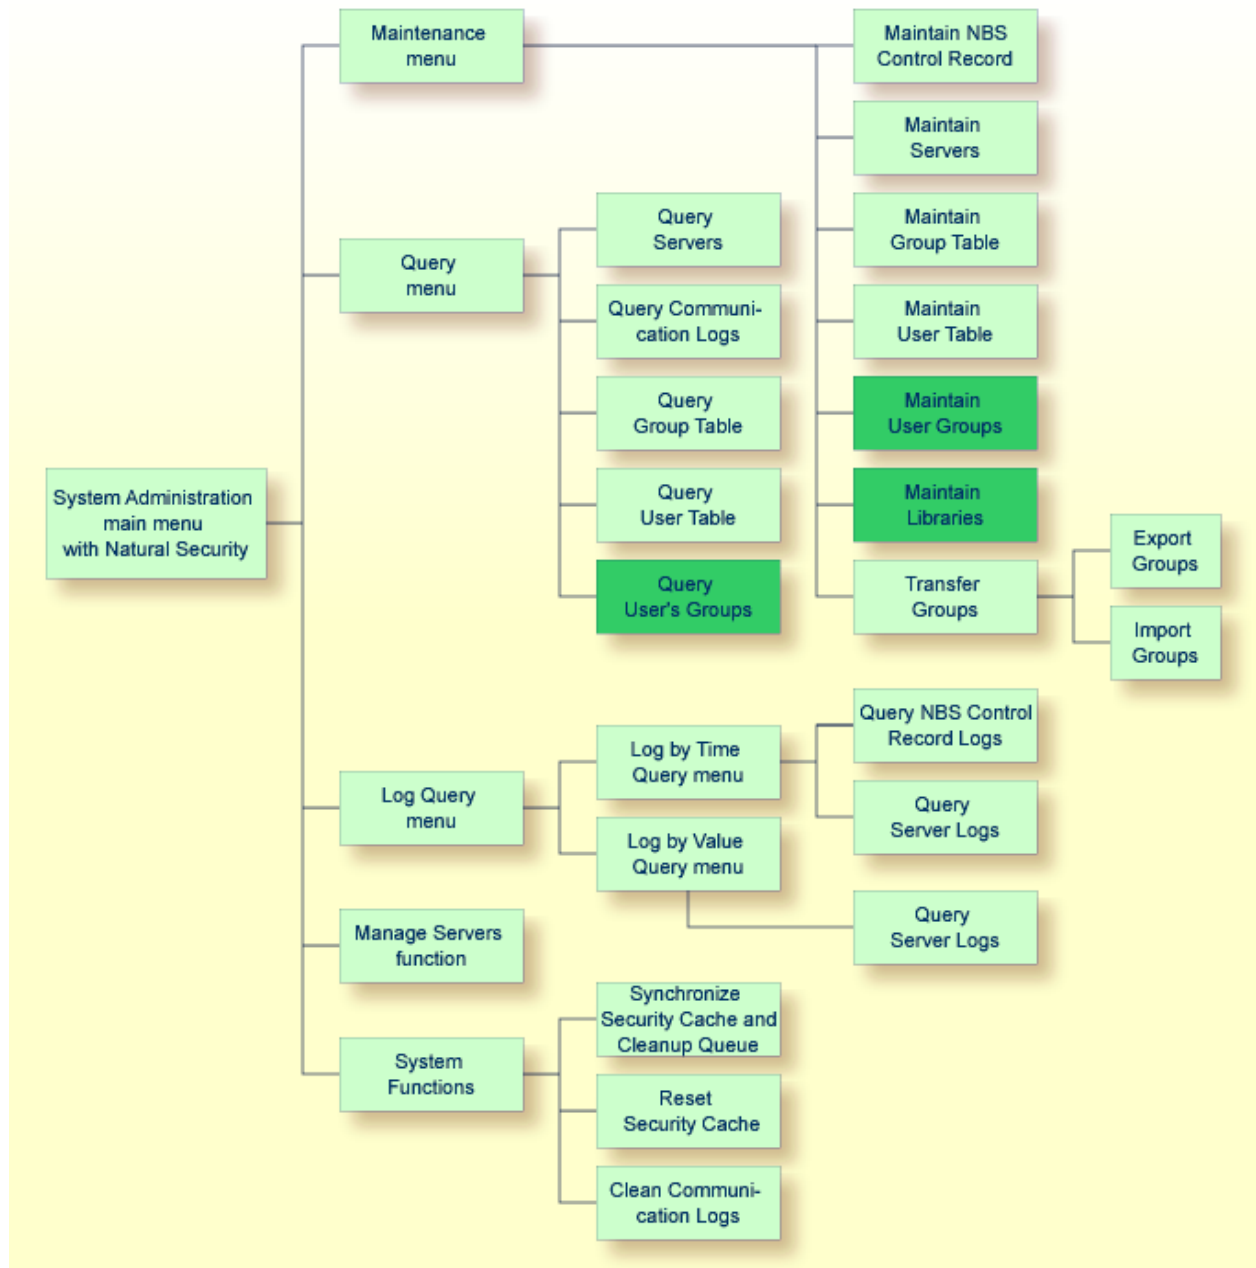 Maintenance
menu
Maintain NBS
Control Record
Maintain
Servers
Query
Servers
Maintain
Group Table
Query
menu
Query Communi-
cation Logs
Maintain
User Table
Query
Group Table
Maintain
User Groups
System Administration
main menu
with Natural Security
Query
User Table
Maintain
Libraries
Query
User's Groups
Transfer
Groups
Export
Groups
Import
Groups
Log Query
menu
Log by Time
Query menu
Query NBS Control
Record Logs
Query
Server Logs
Log by Value
Query menu
Query
Server Logs
Manage Servers
function
System
Functions
Synchronize
Security Cache and
Cleanup Queue
Reset
Security Cache
Clean Communi-
cation Logs